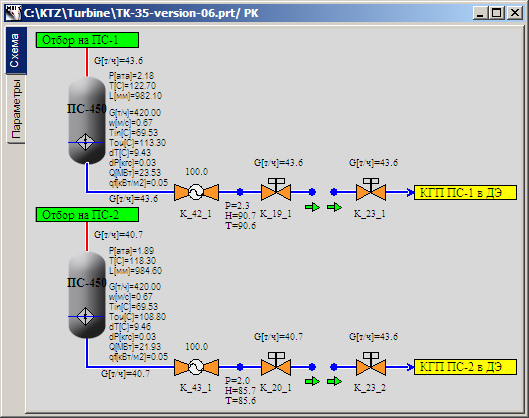 C:\KTZ\Turbine\TK-35-version-06.prt/ РК
Схема
Параметры
Отбор на ПС-1
G[т/ч]=43.6
P[ата]=2.18
T[C]=122.70
L[мм]=982.10
ПС-450
G[т/ч]=420.00
w[м/с]=0.67
Tin[C]=69.53
Tou[C]=113.30
dT[C]=9.43
dP[кгс]=0.03
Q[МВт]=23.53
qf[кВт/м2]=0.05
G[т/ч]=43.6
100.0
K_42_1
P=2.3
H=90.7
T=90.6
G[т/ч]=43.6
K_19_1
G[т/ч]=43.6
K_23_1
КГП ПС-1 в ДЭ
Отбор на ПС-2
G[т/ч]=40.7
P[ата]=1.89
T[C]=118.30
L[мм]=984.60
ПС-450
G[т/ч]=420.00
w[м/с]=0.67
Tin[C]=69.53
Tou[C]=108.80
dT[C]=9.46
dP[кгс]=0.03
Q[МВт]=21.93
qf[кВт/м2]=0.05
G[т/ч]=40.7
100.0
K_43_1
P=2.0
H=85.7
T=85.6
G[т/ч]=40.7
K_20_1
G[т/ч]=43.6
K_23_2
КГП ПС-2 в ДЭ